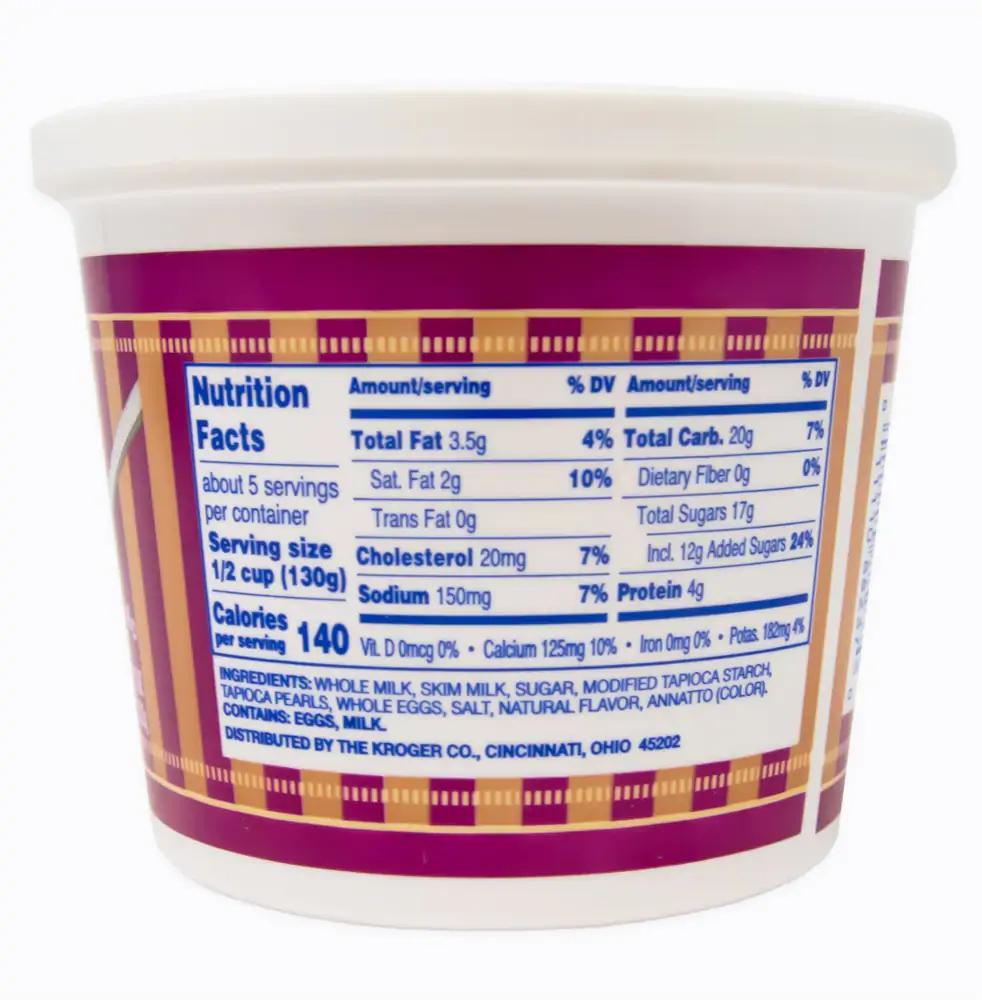 Nutrition
Facts
about 5 servings
per container
Serving size
1/2 cup (130g)
Calories
per serving 140
Amount/serving % DV
Total Fat 3.5g 4%
Sat. Fat 2g 10%
Trans Fat 0g
Cholesterol 20mg 7%
Sodium 150mg 7%
Amount/serving % DV
Total Carb. 20g 7%
Dietary Fiber 0g 0%
Total Sugars 17g
Incl. 12g Added Sugars 24%
Protein 4g
Vit. D 0mcg 0% • Calcium 125mg 10% • Iron 0mg 0% • Potas. 182mg 4%
INGREDIENTS: WHOLE MILK, SKIM MILK, SUGAR, MODIFIED TAPIOCA STARCH,
TAPIOCA PEARLS, WHOLE EGGS, SALT, NATURAL FLAVOR, ANNATTO (COLOR).
CONTAINS: EGGS, MILK.
DISTRIBUTED BY THE KROGER CO., CINCINNATI, OHIO 45202